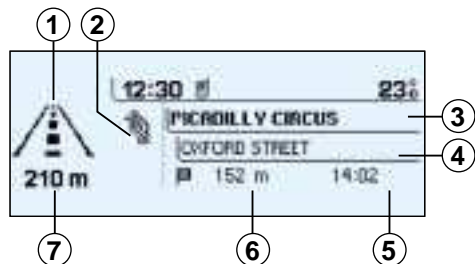 1 2
12:30 23°C
PICADILLY CIRCUS 3
OXFORD STREET 4
210 m 152 m 14:02
7 6 5